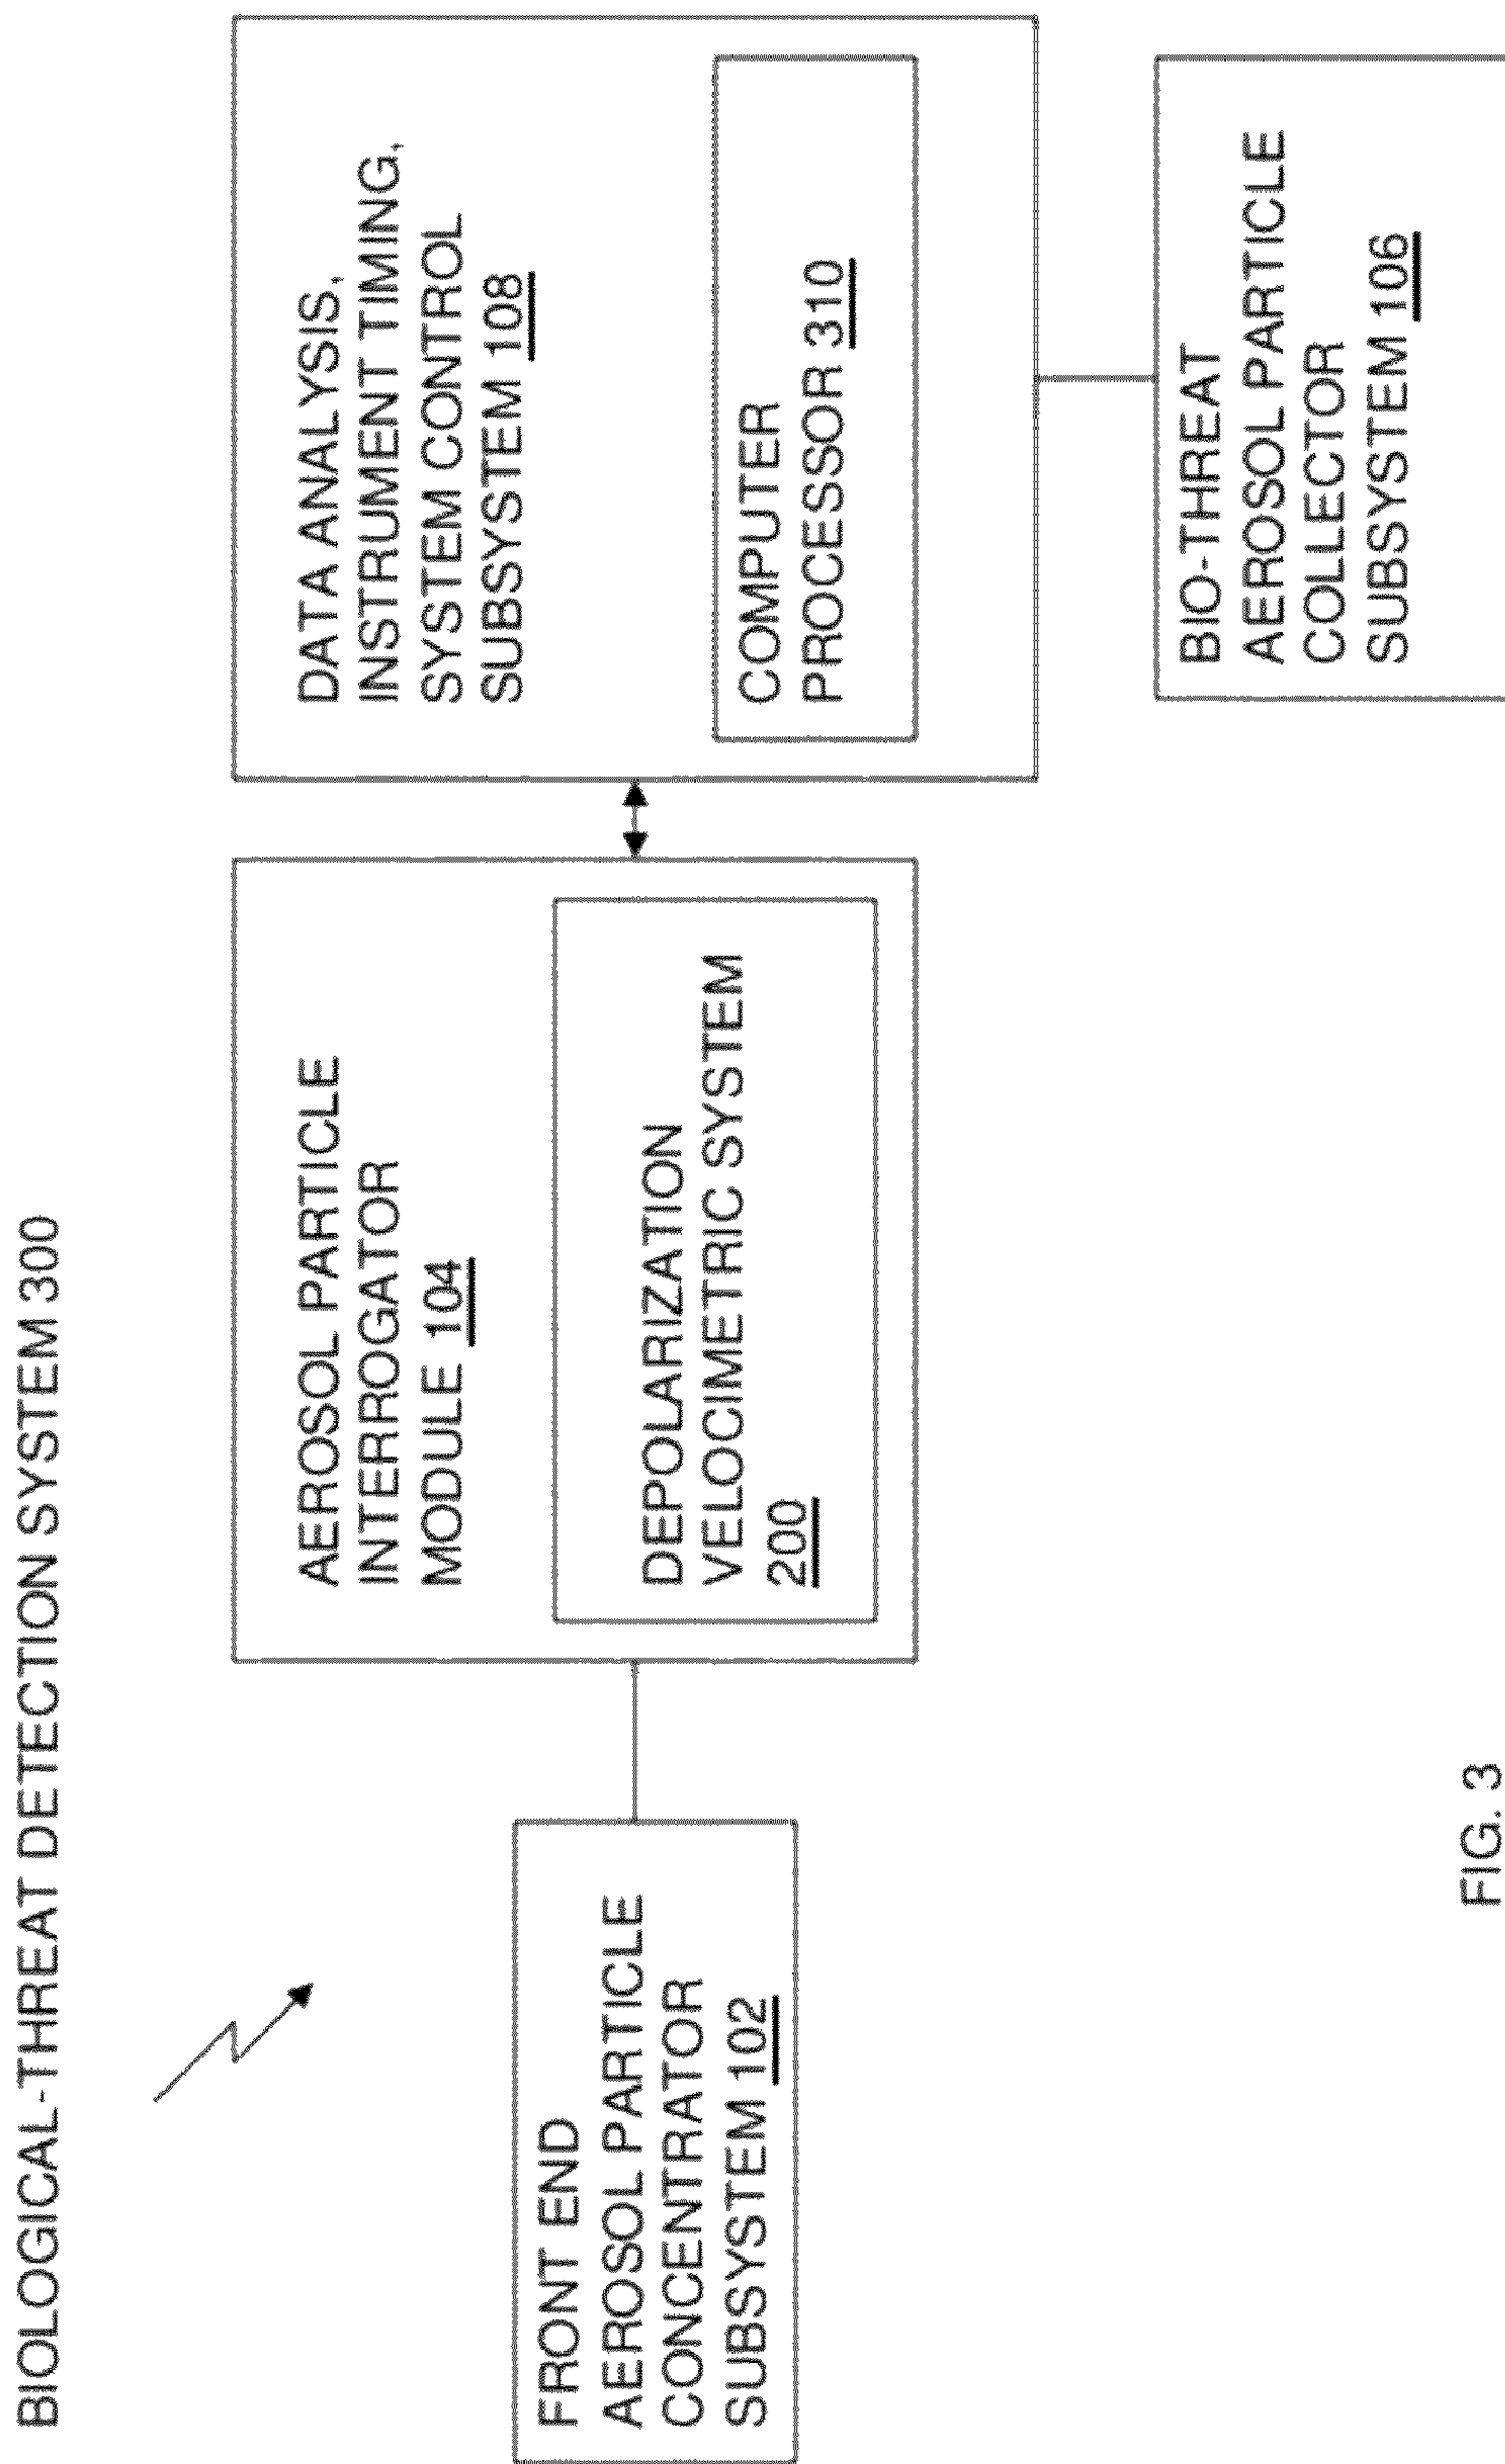 BIOLOGICAL-THREAT DETECTION SYSTEM 300
FRONT END
AEROSOL PARTICLE
CONCENTRATOR
SUBSYSTEM 102
AEROSOL PARTICLE
INTERROGATOR
MODULE 104
DEPOLARIZATION
VELOCIMETRIC SYSTEM
200
DATA ANALYSIS,
INSTRUMENT TIMING,
SYSTEM CONTROL
SUBSYSTEM 108
COMPUTER
PROCESSOR 310
BIO-THREAT
AEROSOL PARTICLE
COLLECTOR
SUBSYSTEM 106
FIG. 3